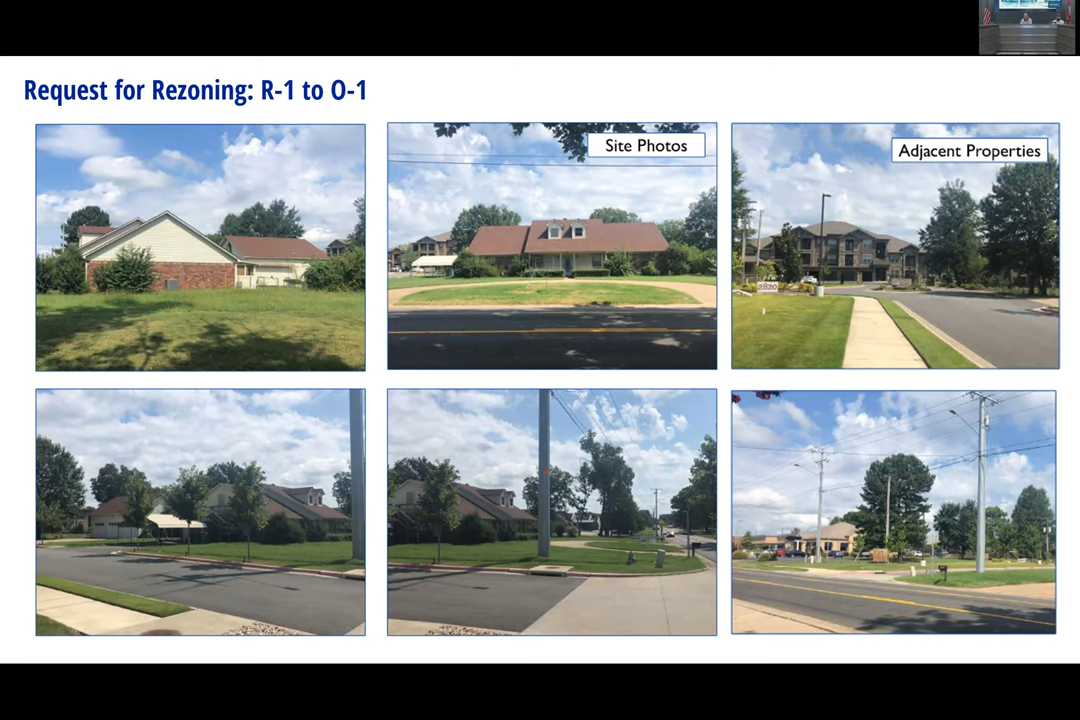 Request for Rezoning: R-1 to O-1
Site Photos
Adjacent Properties
2820